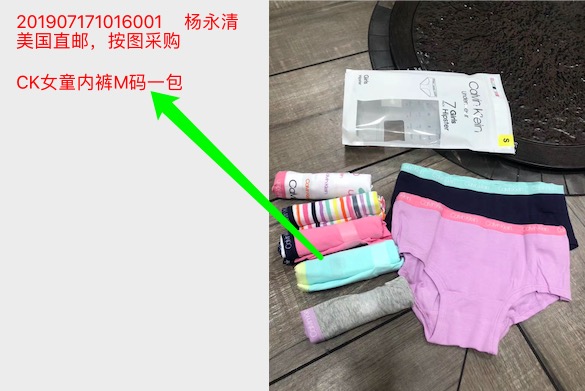 201907171016001 杨永清
美国直邮，按图采购
CK女童内裤M码一包
Girls
Calvin Klein
7 Girls
Hipster
S